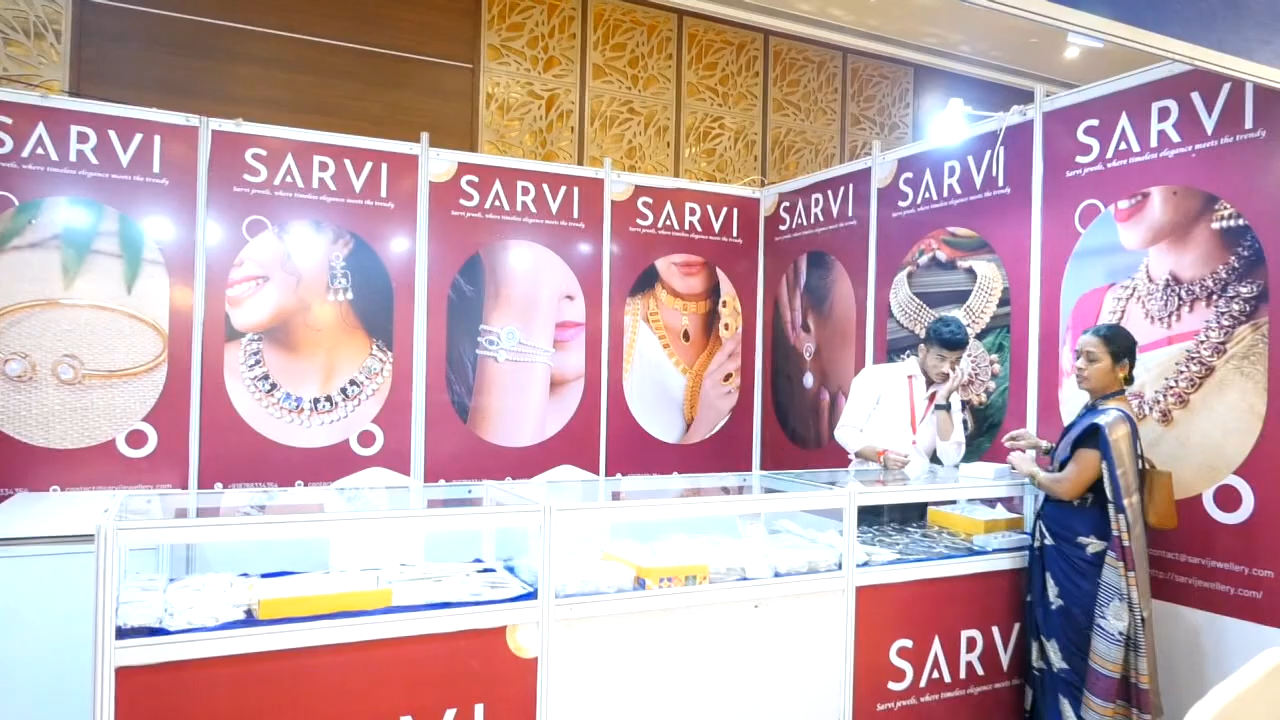 SARVI
jewels, where timeless elegance meets the trendy
SARVI
Sarvi jewels, where timeless elegance meets the trendy
SARVI
Sarvi jewels, where timeless elegance meets the trendy
SARVI
Sarvi jewels, where timeless elegance meets the trendy
SARVI
Sarvi jewels, where timeless elegance meets the trendy
SARVI
Sarvi jewels, where timeless elegance meets the trendy
SARVI
Sarvi jewels, where timeless elegance meets the trendy
contact@sarvijewellery.com
contact@sarvijewellery.com
http://sarvijewellery.com/
SARVI
Sarvi jewels, where timeless elegance meets the
VI